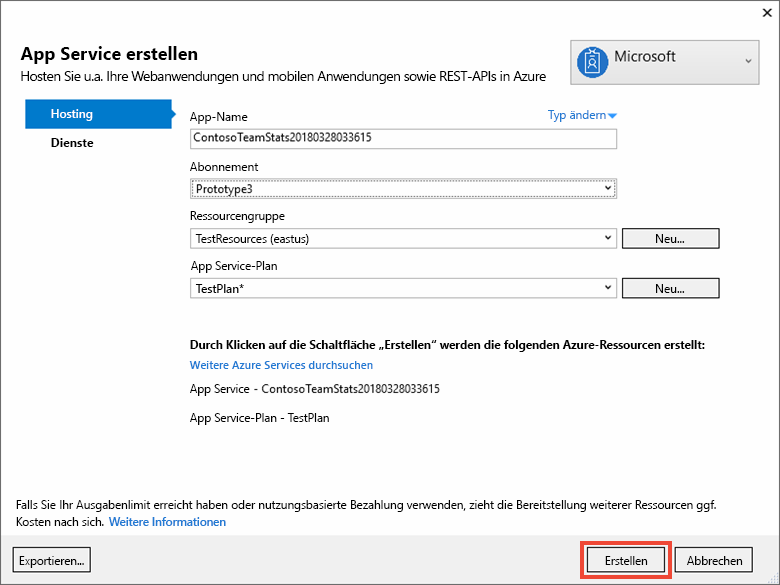 App Service erstellen
Hosten Sie u.a. Ihre Webanwendungen und mobilen Anwendungen sowie REST-APIs in Azure
Microsoft
Hosting
Dienste
App-Name
Typ ändern
ContosoTeamStats20180328033615
Abonnement
Prototype3
Ressourcengruppe
TestResources (eastus)
Neu...
App Service-Plan
TestPlan*
Neu...
Durch Klicken auf die Schaltfläche „Erstellen“ werden die folgenden Azure-Ressourcen erstellt:
Weitere Azure Services durchsuchen
App Service - ContosoTeamStats20180328033615
App Service-Plan - TestPlan
Falls Sie Ihr Ausgabenlimit erreicht haben oder nutzungsbasierte Bezahlung verwenden, zieht die Bereitstellung weiterer Ressourcen ggf.
Kosten nach sich. Weitere Informationen
Exportieren...
Erstellen
Abbrechen